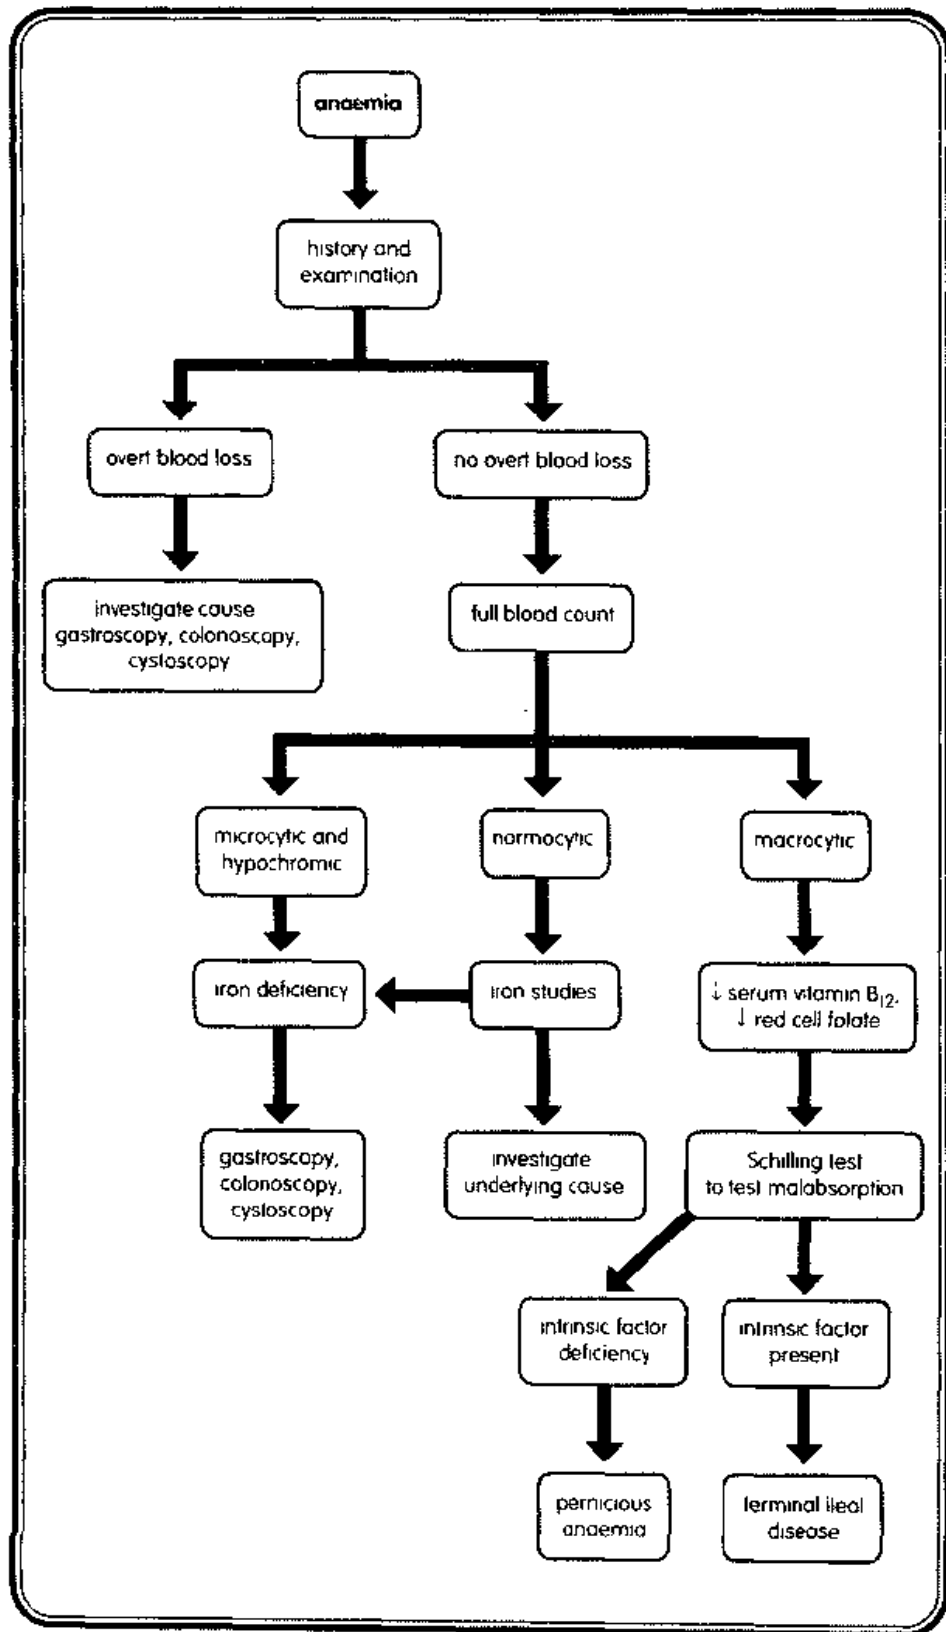 anaemia
history and
examination
overt blood loss
no overt blood loss
investigate cause
gastroscopy, colonoscopy,
cystoscopy
full blood count
microcytic and
hypochromic
normocytic
macrocytic
iron deficiency
iron studies
↓ serum vitamin B₁₂,
↓ red cell folate
gastroscopy,
colonoscopy,
cystoscopy
investigate
underlying cause
Schilling test
to test malabsorption
intrinsic factor
deficiency
intrinsic factor
present
pernicious
anaemia
terminal ileal
disease